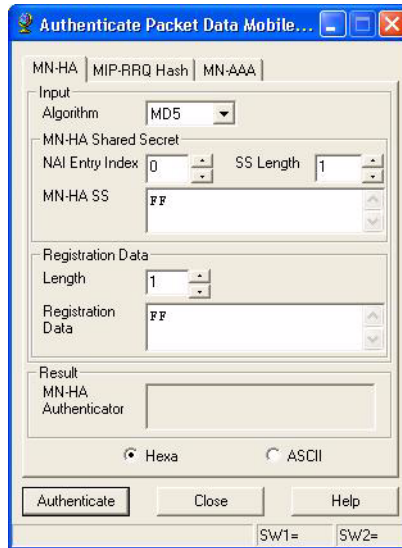 Authenticate Packet Data Mobile...
MN-HA MIP-RRQ Hash MN-AAA
Input
Algorithm MD5
MN-HA Shared Secret
NAI Entry Index 0 SS Length 1
MN-HA SS FF
Registration Data
Length 1
Registration Data FF
Result
MN-HA Authenticator
Hexa ASCII
Authenticate Close Help
SW1= SW2=